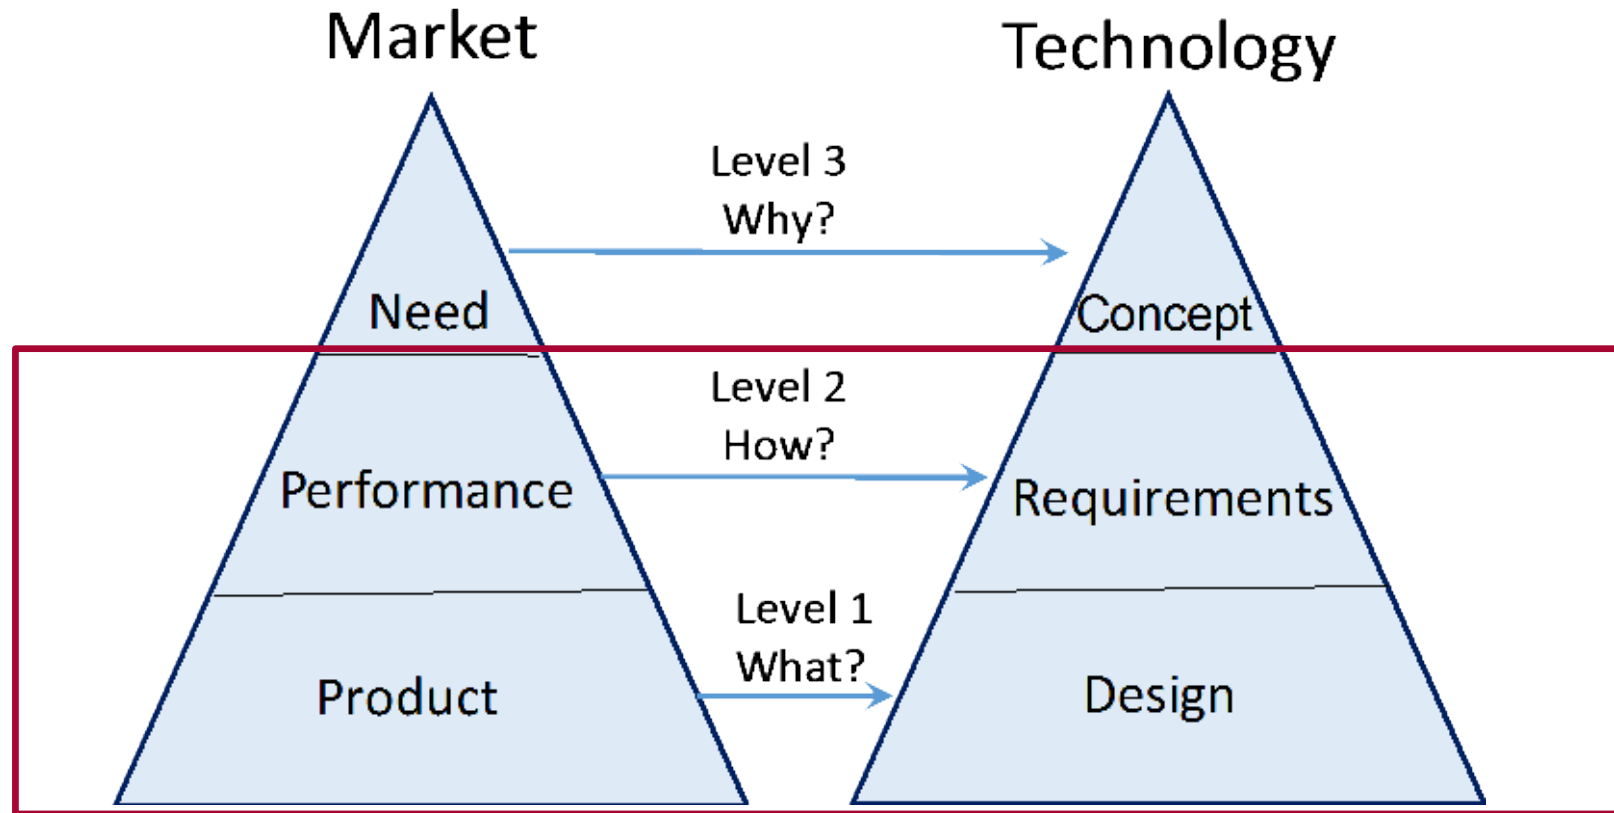 Market
Technology
Level 3
Why?
Need
Concept
Level 2
How?
Performance
Requirements
Level 1
What?
Product
Design